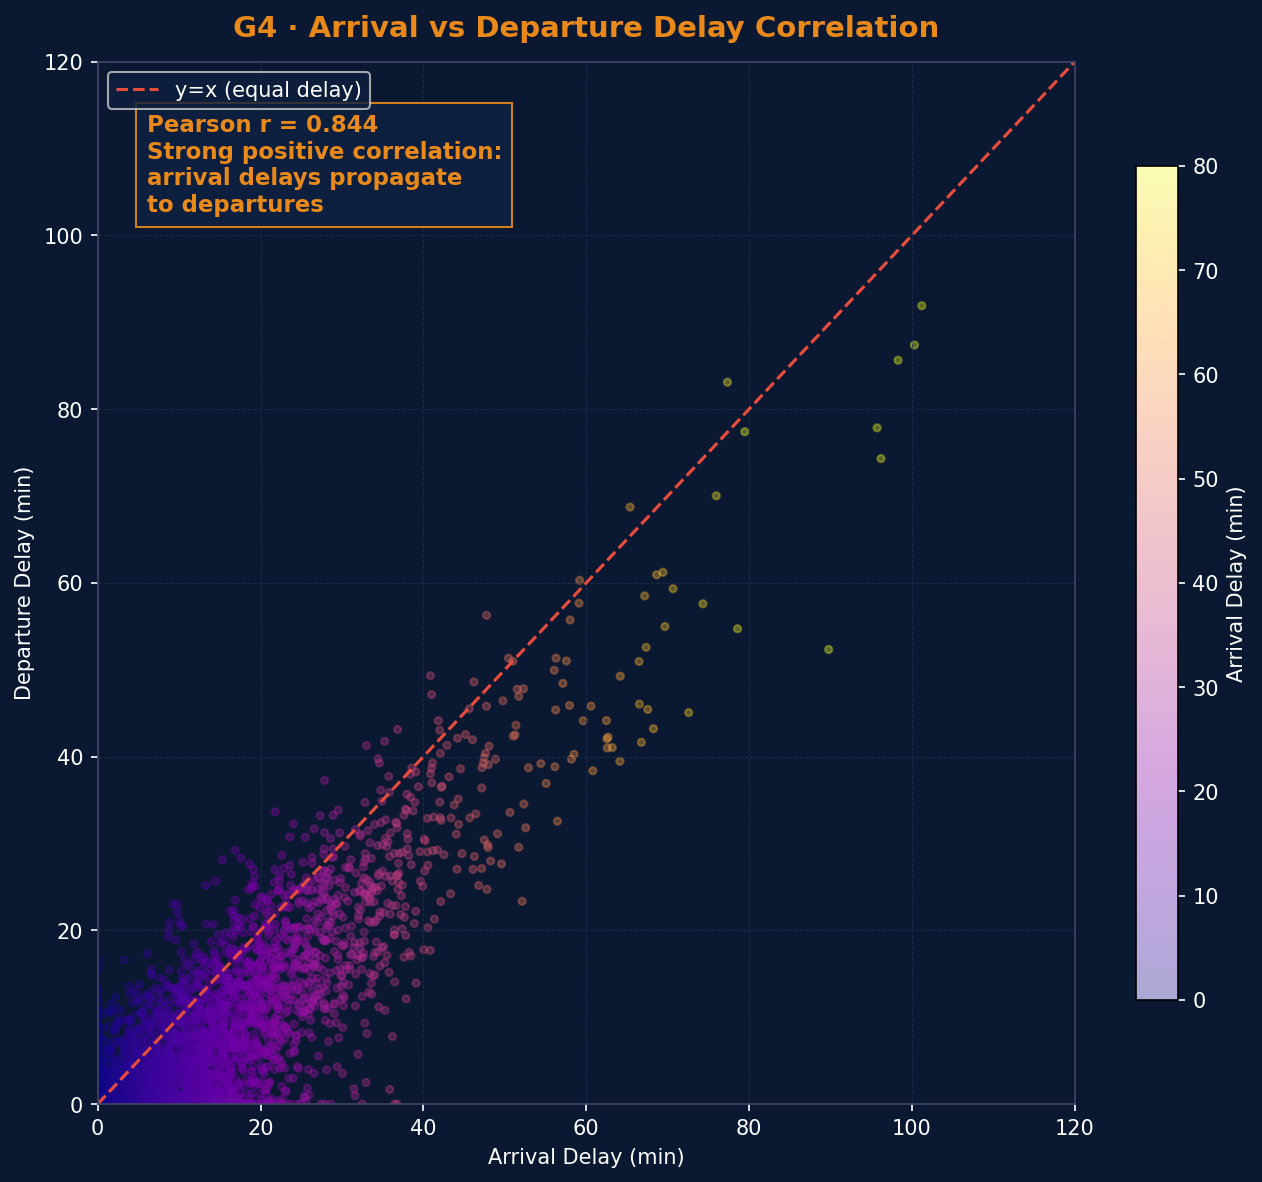 G4 · Arrival vs Departure Delay Correlation
y=x (equal delay)
Pearson r = 0.844
Strong positive correlation:
arrival delays propagate
to departures
120
100
80
60
40
20
0
Departure Delay (min)
0 20 40 60 80 100 120
Arrival Delay (min)
80
70
60
50
40
30
20
10
0
Arrival Delay (min)